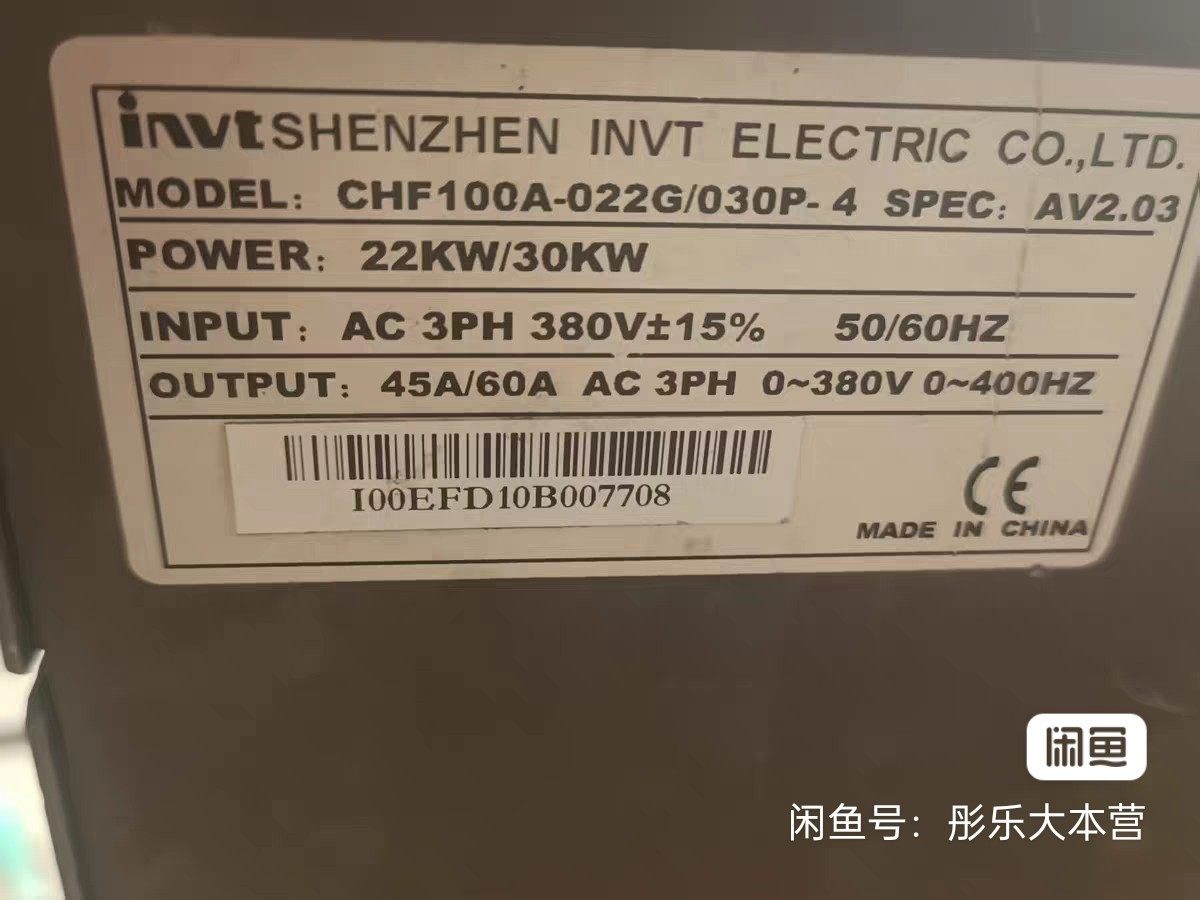 invt SHENZHEN INVT ELECTRIC CO.,LTD.
MODEL: CHF100A-022G/030P-4 SPEC: AV2.03
POWER: 22KW/30KW
INPUT: AC 3PH 380V±15% 50/60HZ
OUTPUT: 45A/60A AC 3PH 0~380V 0~400HZ
I00EFD10B007708
CE
MADE IN CHINA
闲鱼
闲鱼号：彤乐大本营